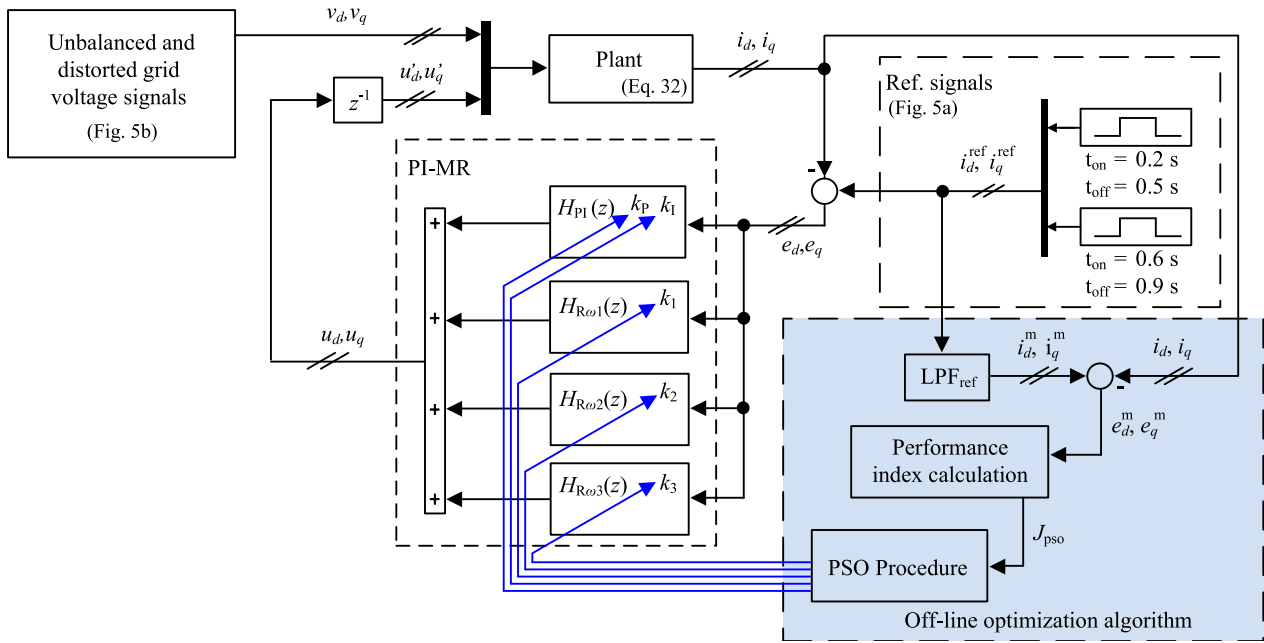 Unbalanced and
distorted grid
voltage signals
(Fig. 5b)
v_d,v_q
u'_d,u'_q
z^-1
Plant
(Eq. 32)
i_d, i_q
Ref. signals
(Fig. 5a)
i_d^ref, i_q^ref
t_on = 0.2 s
t_off = 0.5 s
t_on = 0.6 s
t_off = 0.9 s
-
e_d,e_q
PI-MR
H_PI(z) k_P k_I
H_Rω1(z) k_1
H_Rω2(z) k_2
H_Rω3(z) k_3
+
+
+
+
u_d,u_q
LPF_ref
i_d^m, i_q^m
-
i_d, i_q
e_d^m, e_q^m
Performance
index calculation
J_pso
PSO Procedure
Off-line optimization algorithm